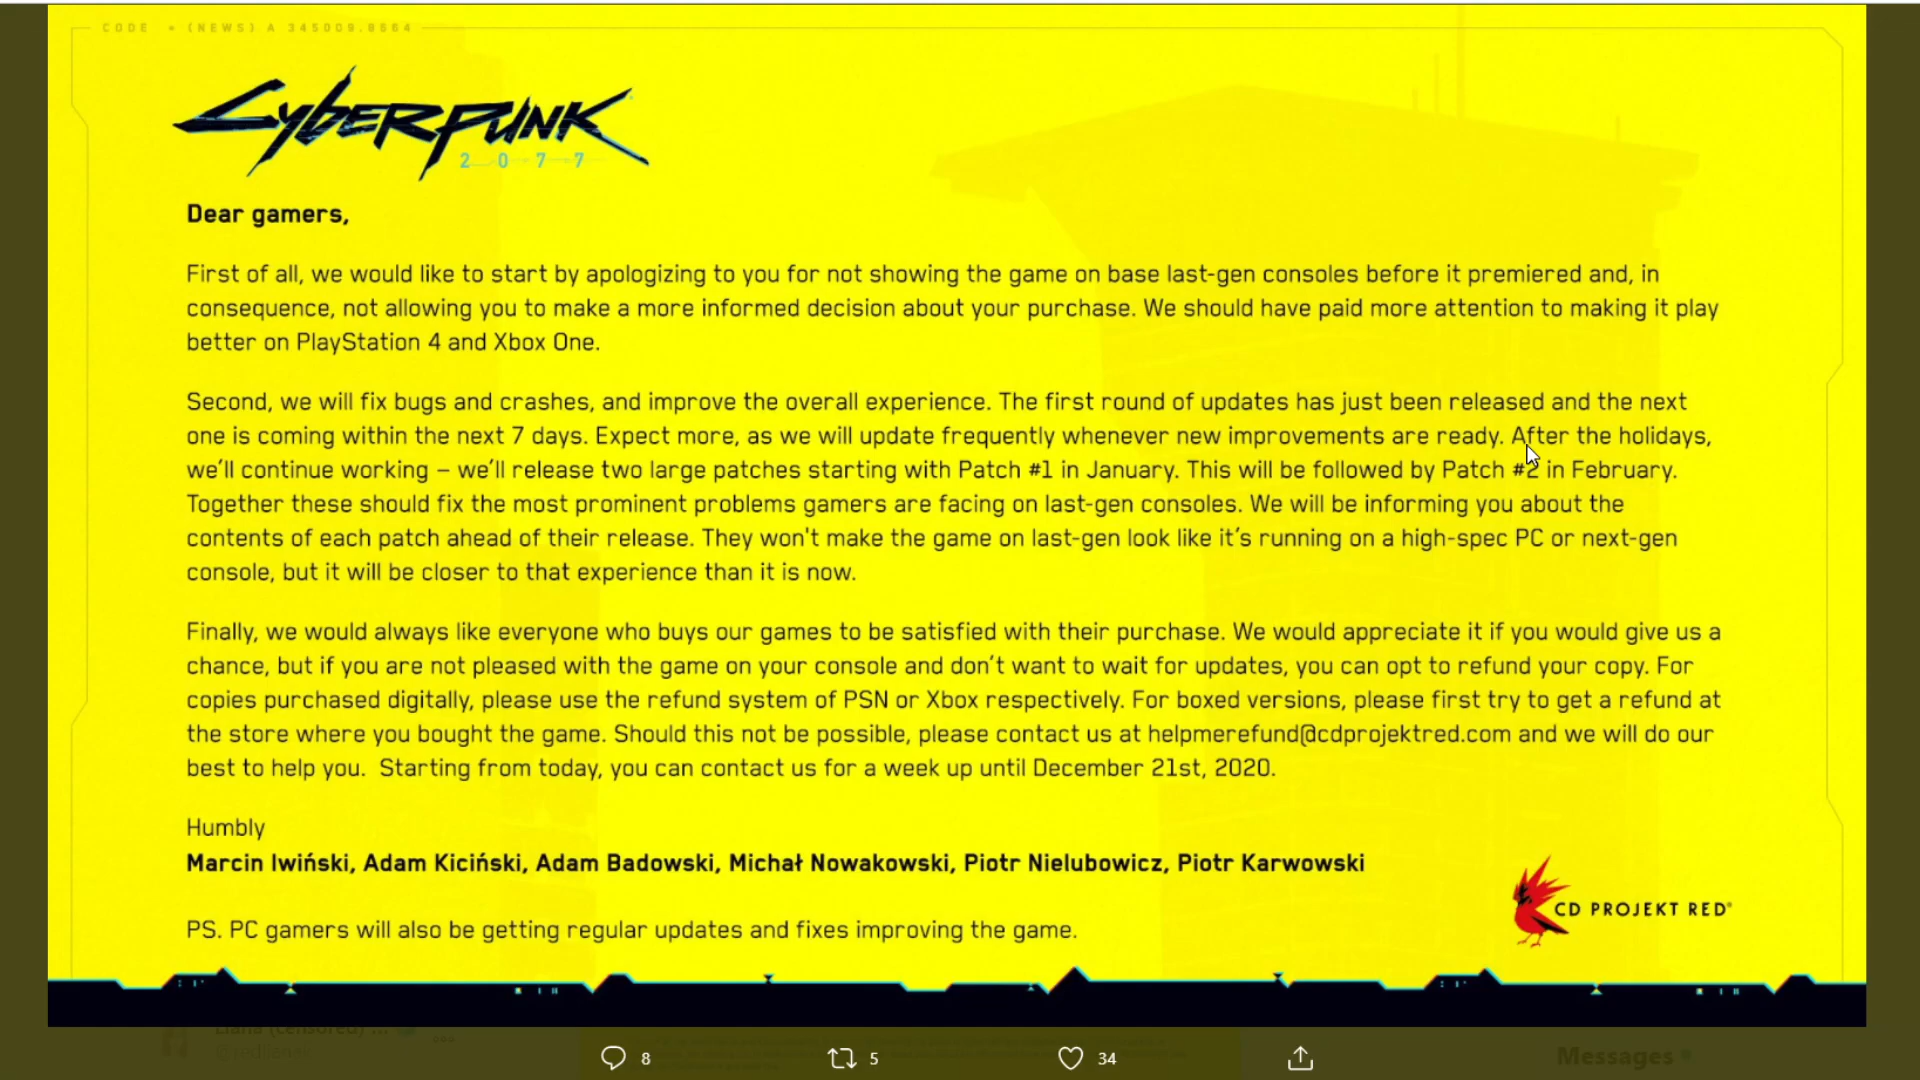 CODE (NEWS) A 345009.8664
CYBERPUNK
2077
Dear gamers,
First of all, we would like to start by apologizing to you for not showing the game on base last-gen consoles before it premiered and, in
consequence, not allowing you to make a more informed decision about your purchase. We should have paid more attention to making it play
better on PlayStation 4 and Xbox One.
Second, we will fix bugs and crashes, and improve the overall experience. The first round of updates has just been released and the next
one is coming within the next 7 days. Expect more, as we will update frequently whenever new improvements are ready. After the holidays,
we'll continue working – we'll release two large patches starting with Patch #1 in January. This will be followed by Patch #2 in February.
Together these should fix the most prominent problems gamers are facing on last-gen consoles. We will be informing you about the
contents of each patch ahead of their release. They won't make the game on last-gen look like it's running on a high-spec PC or next-gen
console, but it will be closer to that experience than it is now.
Finally, we would always like everyone who buys our games to be satisfied with their purchase. We would appreciate it if you would give us a
chance, but if you are not pleased with the game on your console and don't want to wait for updates, you can opt to refund your copy. For
copies purchased digitally, please use the refund system of PSN or Xbox respectively. For boxed versions, please first try to get a refund at
the store where you bought the game. Should this not be possible, please contact us at helpmerefund@cdprojektred.com and we will do our
best to help you.  Starting from today, you can contact us for a week up until December 21st, 2020.
Humbly
Marcin Iwiński, Adam Kiciński, Adam Badowski, Michał Nowakowski, Piotr Nielubowicz, Piotr Karwowski
CD PROJEKT RED®
PS. PC gamers will also be getting regular updates and fixes improving the game.
8 5 34
Messages